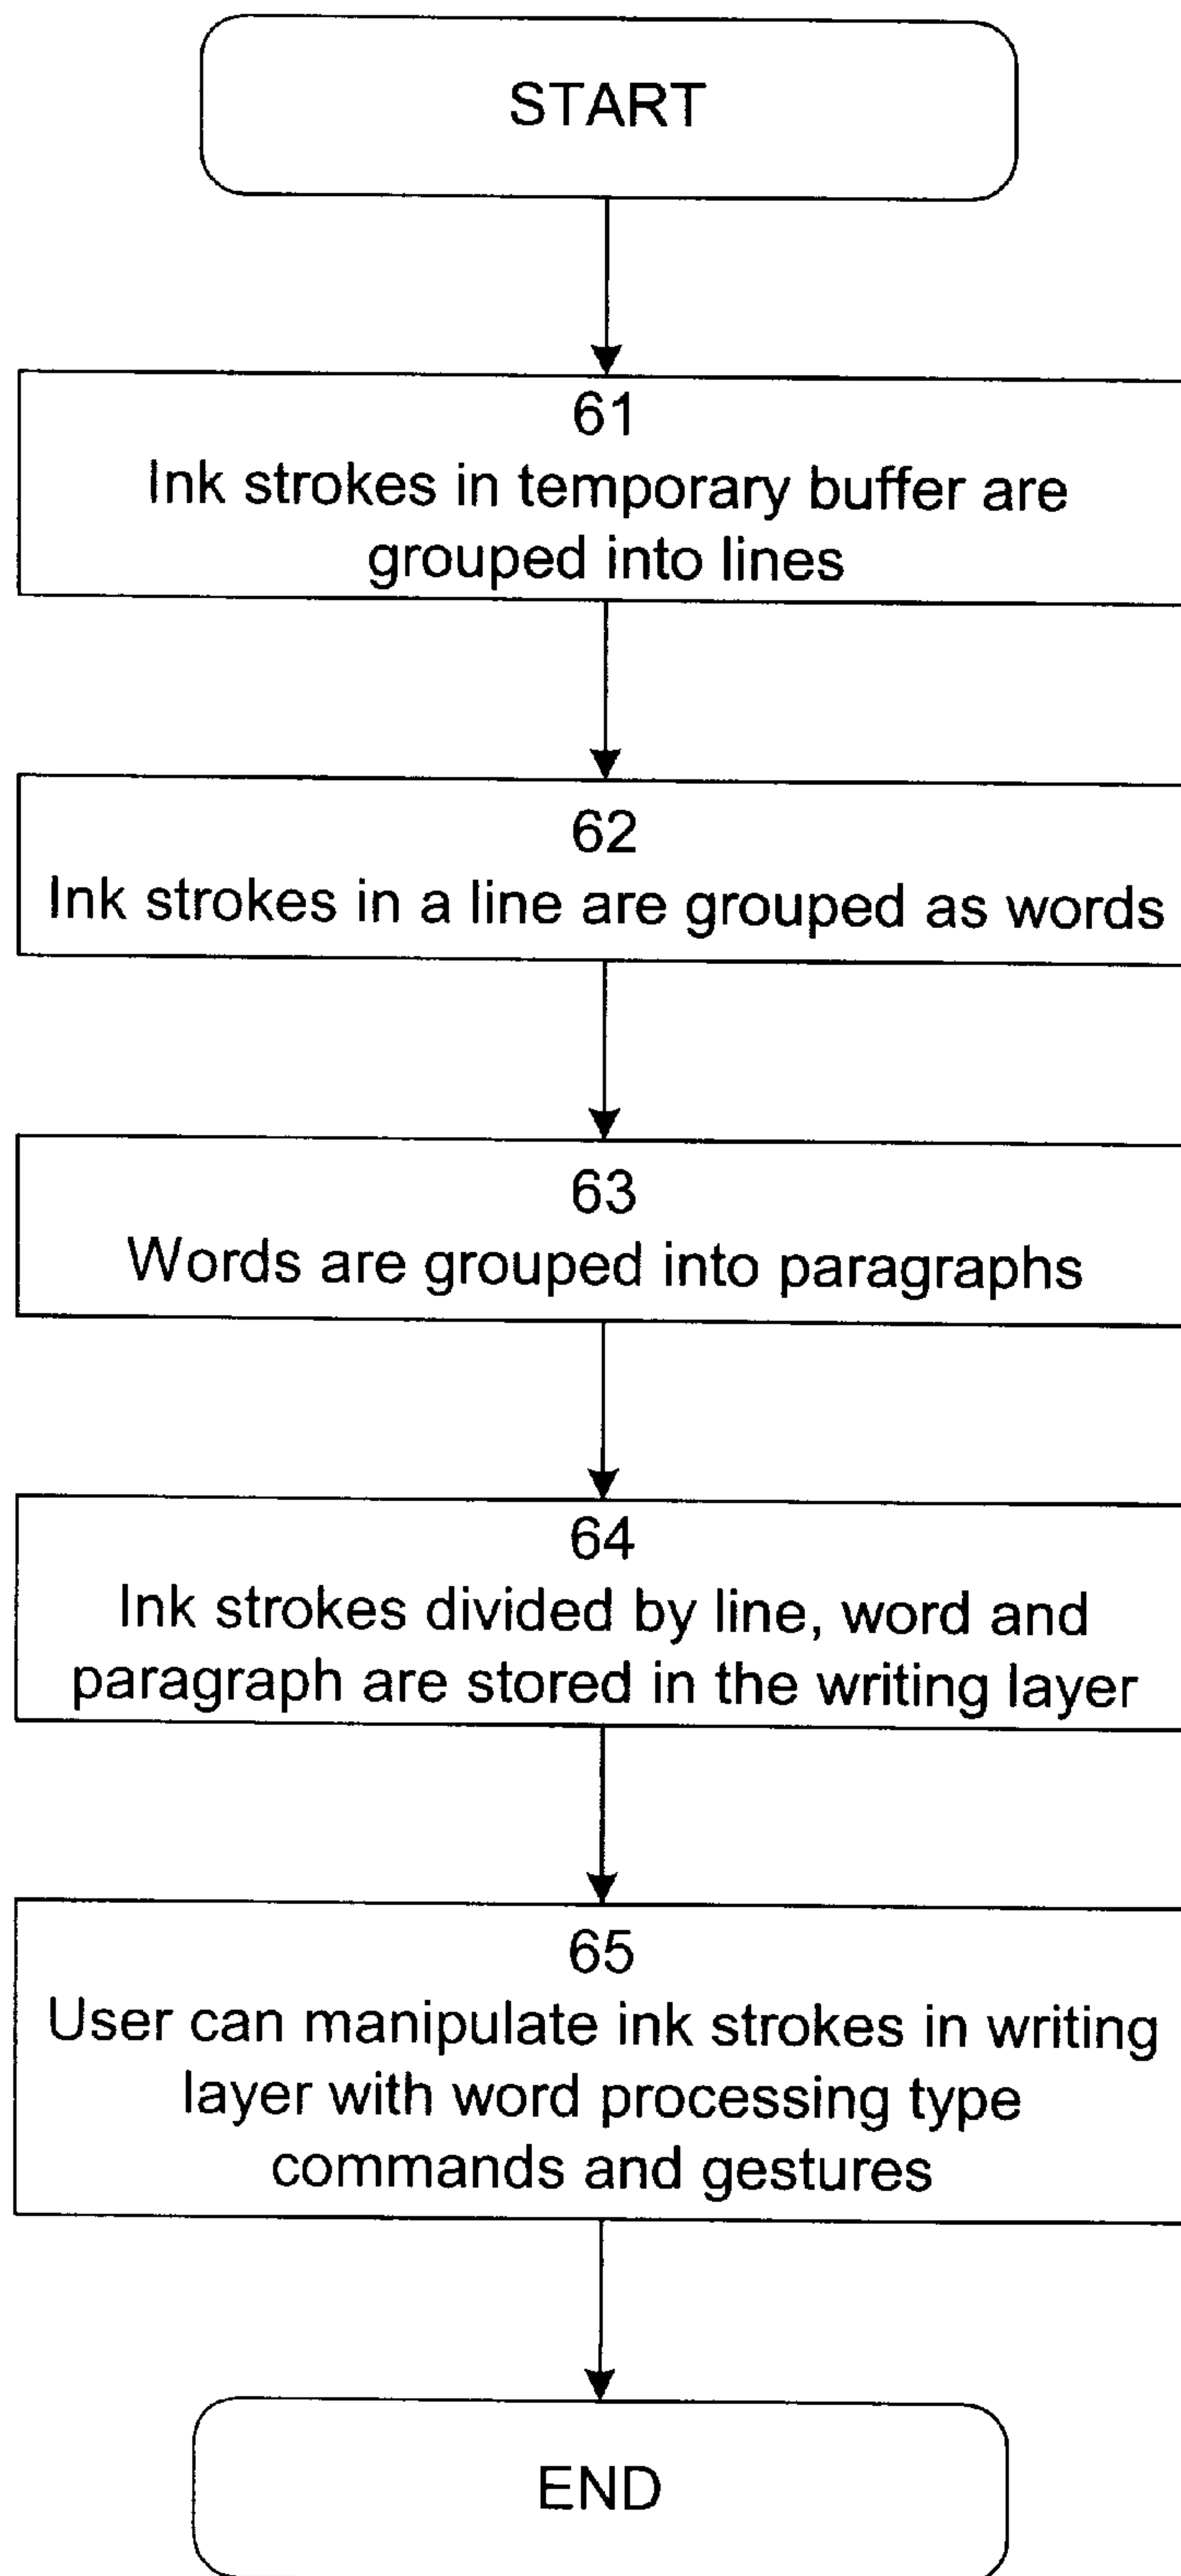 START
61
Ink strokes in temporary buffer are
grouped into lines
62
Ink strokes in a line are grouped as words
63
Words are grouped into paragraphs
64
Ink strokes divided by line, word and
paragraph are stored in the writing layer
65
User can manipulate ink strokes in writing
layer with word processing type
commands and gestures
END